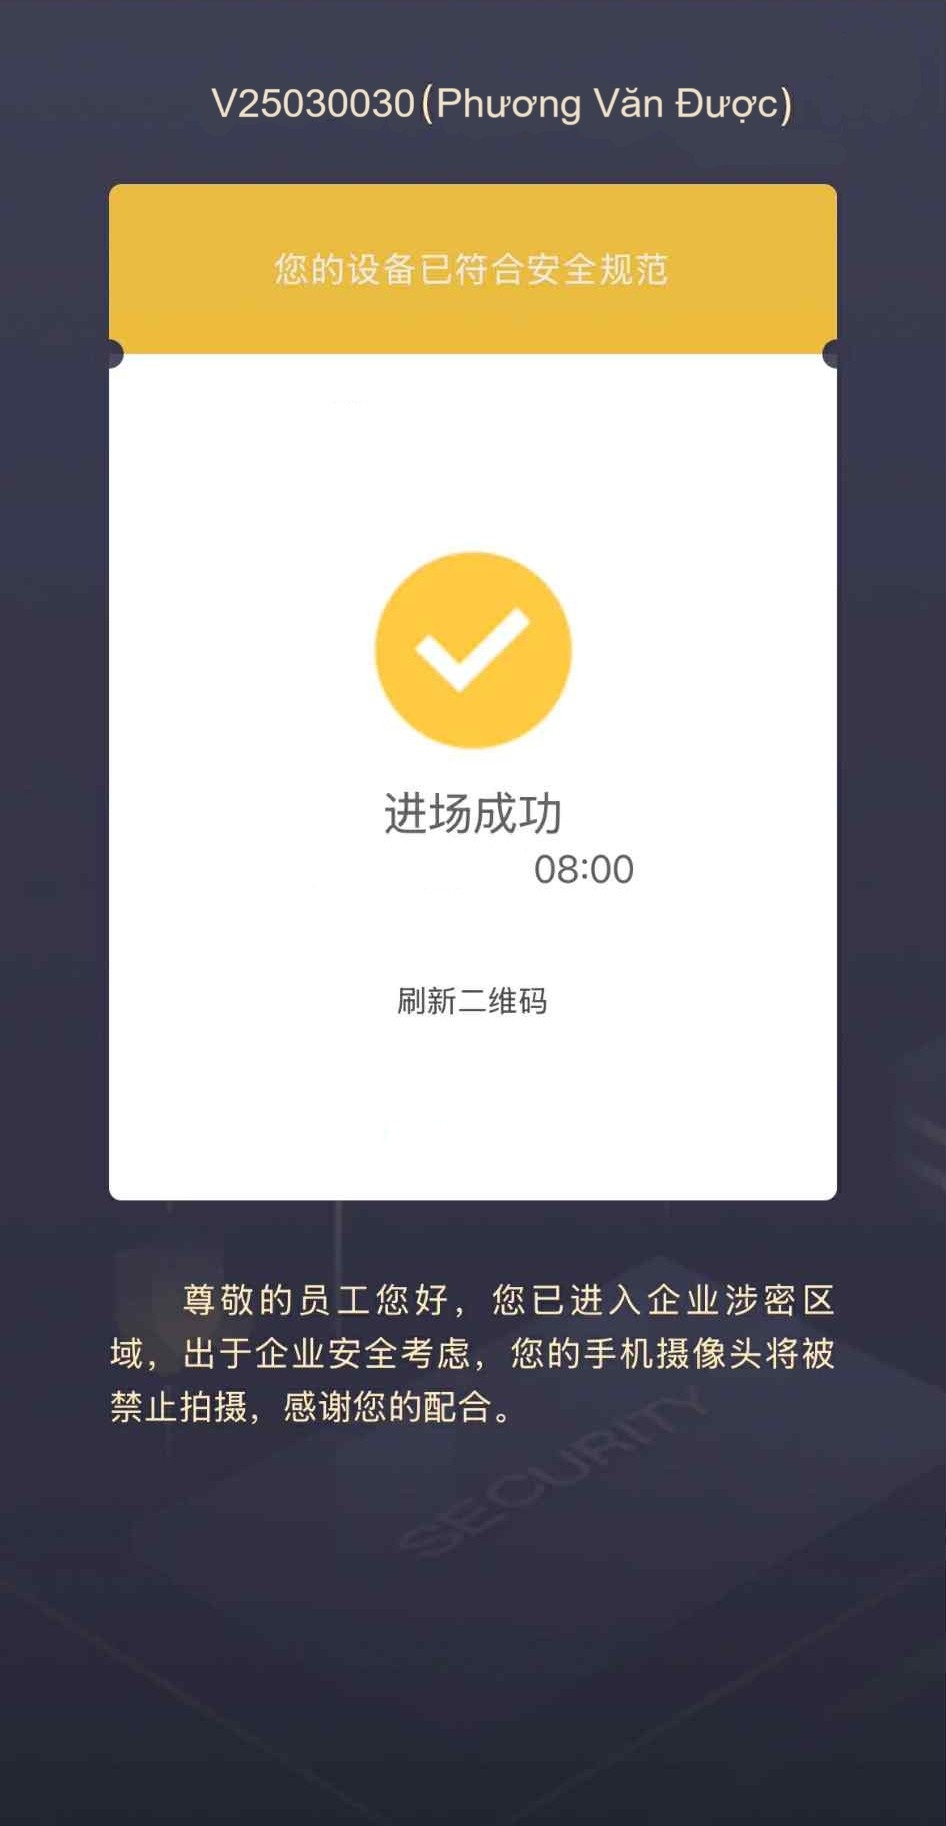 V25030030(Phương Văn Được)
您的设备已符合安全规范
进场成功
08:00
刷新二维码
尊敬的员工您好，您已进入企业涉密区
域，出于企业安全考虑，您的手机摄像头将被
禁止拍摄，感谢您的配合。
SECURITY